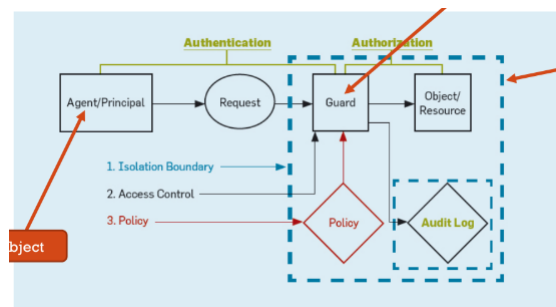 Authentication
Authorization
Agent/Principal
Request
Guard
Object/
Resource
1. Isolation Boundary
2. Access Control
3. Policy
Policy
Audit Log
bject